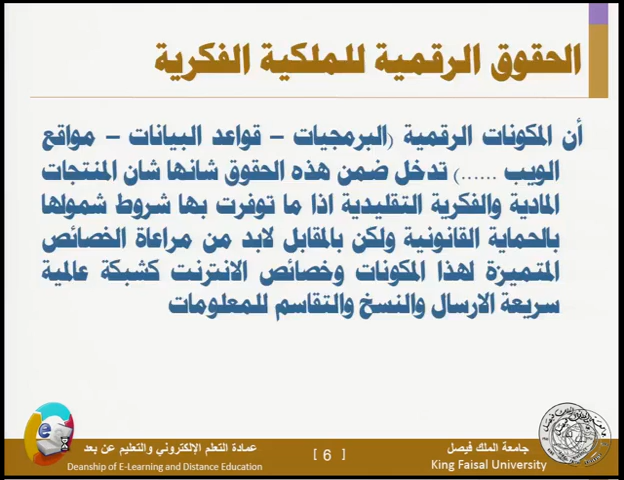 الحقوق الرقمية للملكية الفكرية
أن المكونات الرقمية (البرمجيات – قواعد البيانات – مواقع
الويب ......) تدخل ضمن هذه الحقوق شانها شان المنتجات
المادية والفكرية التقليدية اذا ما توفرت بها شروط شمولها
بالحماية القانونية ولكن بالمقابل لابد من مراعاة الخصائص
المتميزة لهذا المكونات وخصائص الانترنت كشبكة عالمية
سريعة الارسال والنسخ والتقاسم للمعلومات
جامعة الملك فيصل
King Faisal University
[ 6 ]
عمادة التعلم الإلكتروني والتعليم عن بعد
Deanship of E-Learning and Distance Education